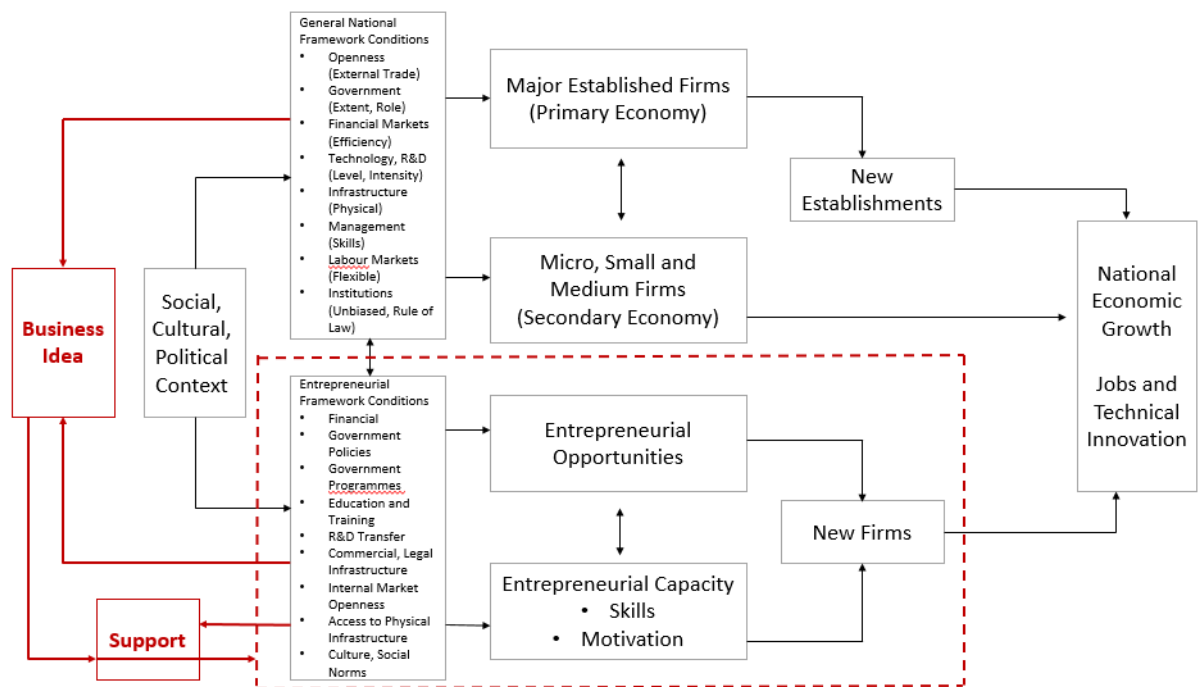 General National
Framework Conditions
• Openness
(External Trade)
• Government
(Extent, Role)
• Financial Markets
(Efficiency)
• Technology, R&D
(Level, Intensity)
• Infrastructure
(Physical)
• Management
(Skills)
• Labour Markets
(Flexible)
• Institutions
(Unbiased, Rule of
Law)
Major Established Firms
(Primary Economy)
New
Establishments
Micro, Small and
Medium Firms
(Secondary Economy)
National
Economic
Growth
Jobs and
Technical
Innovation
Business
Idea
Social,
Cultural,
Political
Context
Entrepreneurial
Framework Conditions
• Financial
• Government
Policies
• Government
Programmes
• Education and
Training
• R&D Transfer
• Commercial, Legal
Infrastructure
• Internal Market
Openness
• Access to Physical
Infrastructure
• Culture, Social
Norms
Entrepreneurial
Opportunities
New Firms
Entrepreneurial Capacity
• Skills
• Motivation
Support